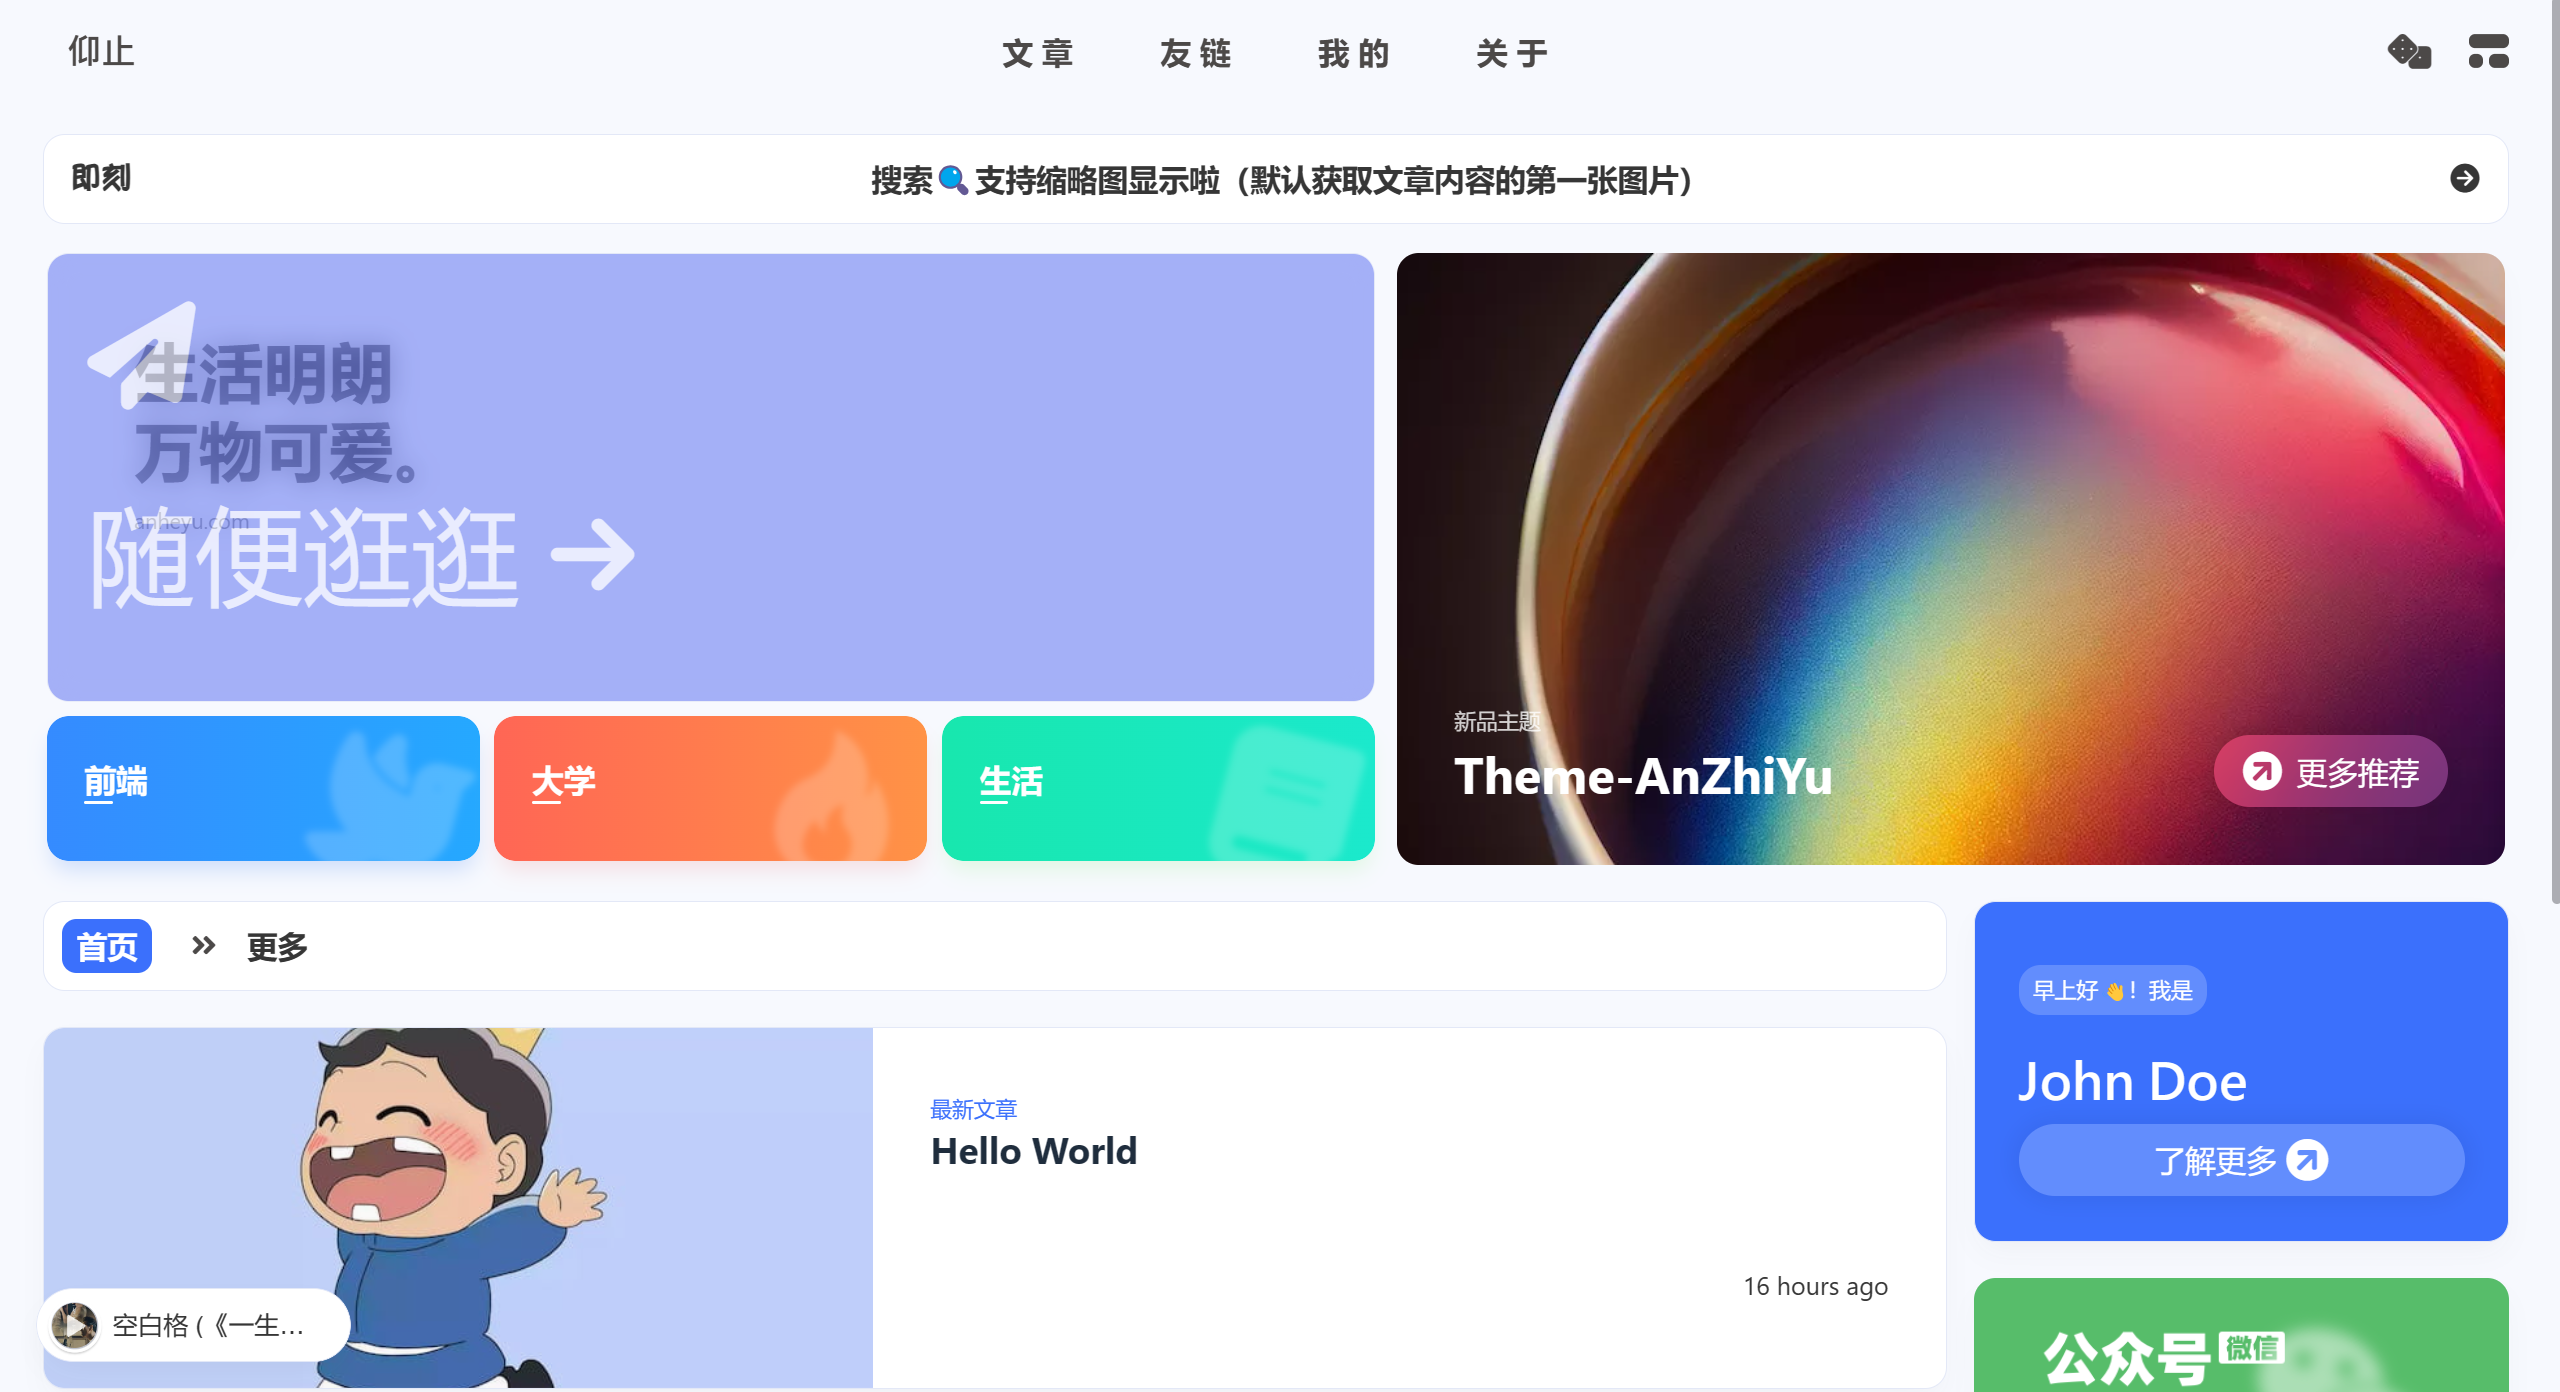 仰止
文章
友链
我的
关于
即刻
搜索🔍支持缩略图显示啦（默认获取文章内容的第一张图片）
生活明朗
万物可爱。
anheyu.com
随便逛逛
前端
大学
生活
新品主题
Theme-AnZhiYu
更多推荐
首页
更多
最新文章
Hello World
16 hours ago
空白格 (《一生...
早上好 👋！我是
John Doe
了解更多
公众号
微信